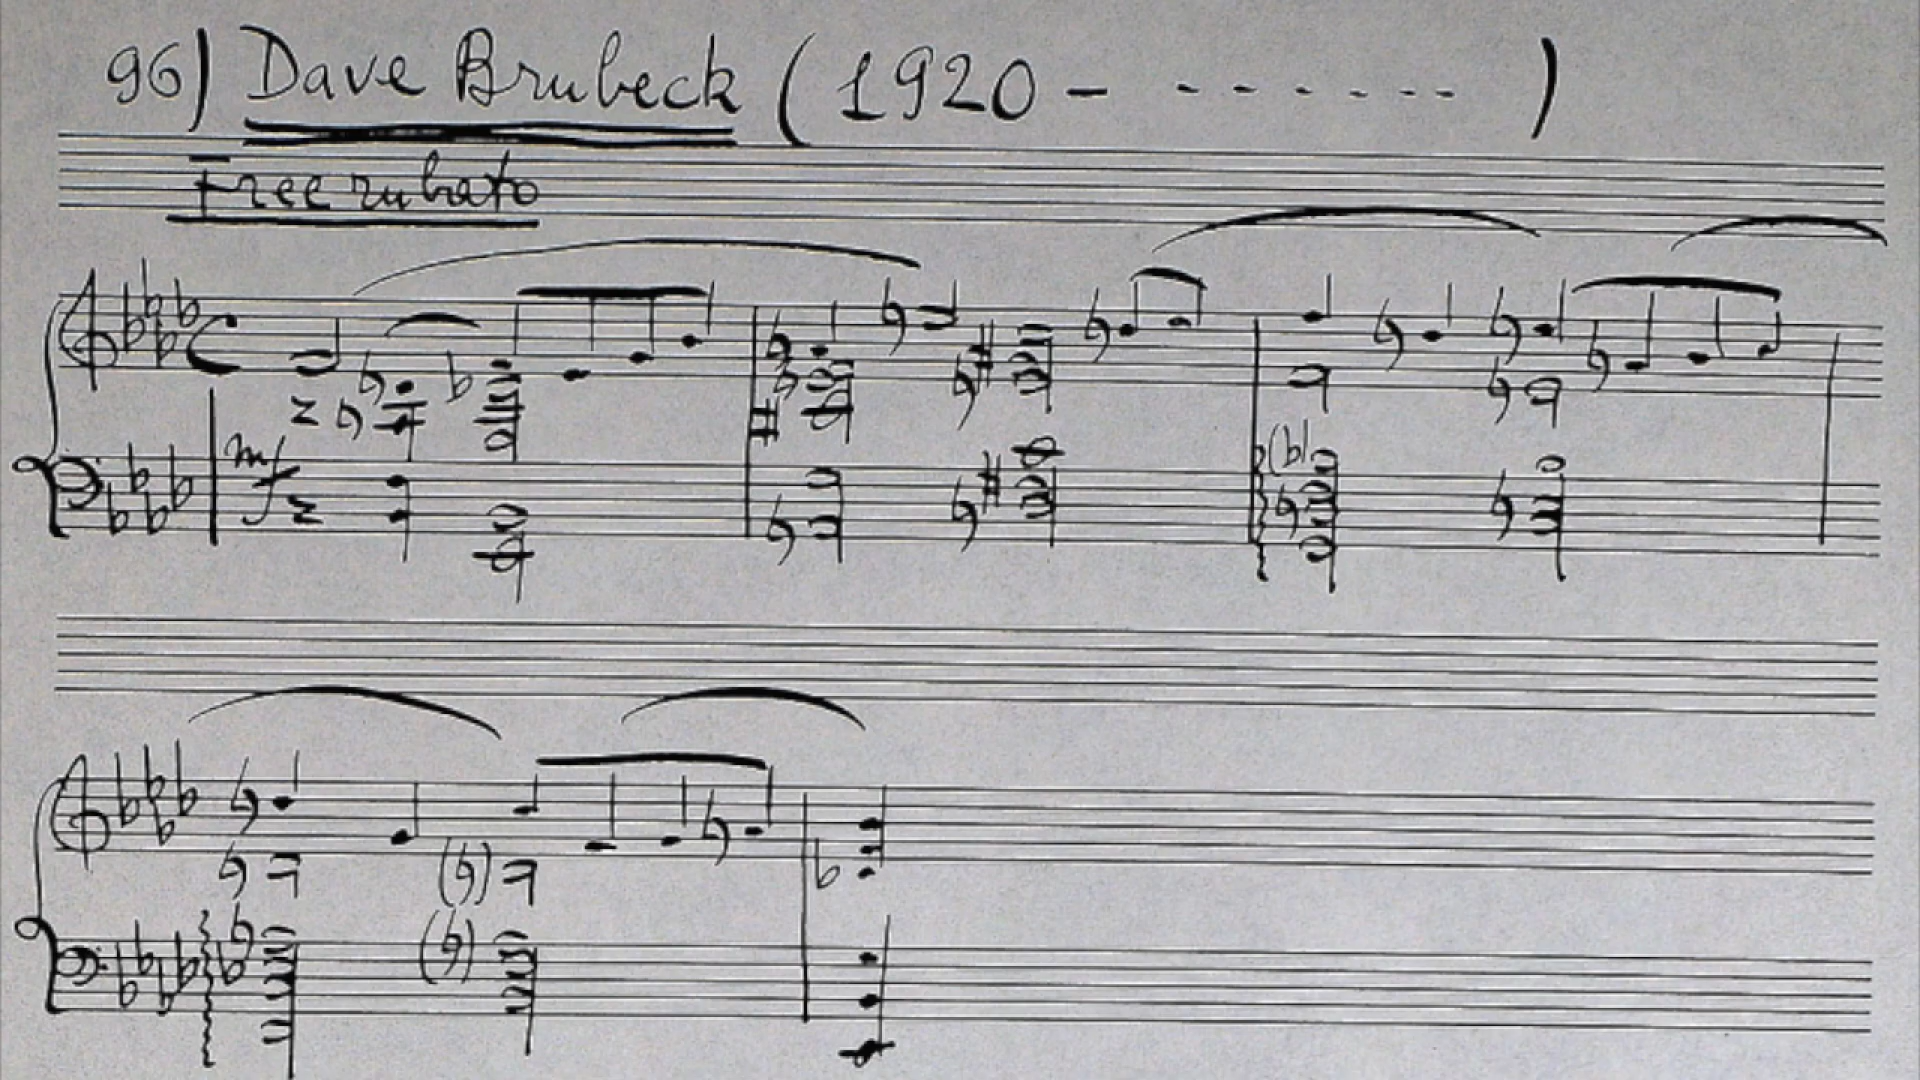 96) Dave Brubeck (1920 - - - - - - - -)
Free rubato
mf